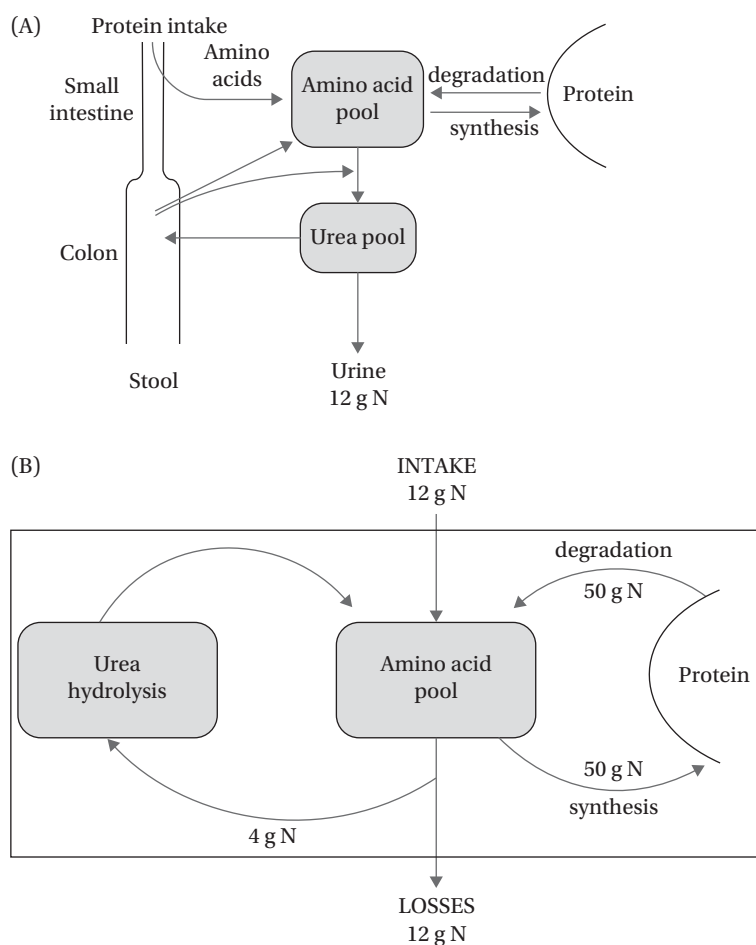 (A)
Protein intake
Amino
acids
Small
intestine
Amino acid
pool
degradation
synthesis
Protein
Colon
Urea pool
Stool
Urine
12 g N
(B)
INTAKE
12 g N
degradation
50 g N
Urea
hydrolysis
Amino acid
pool
Protein
50 g N
synthesis
4 g N
LOSSES
12 g N